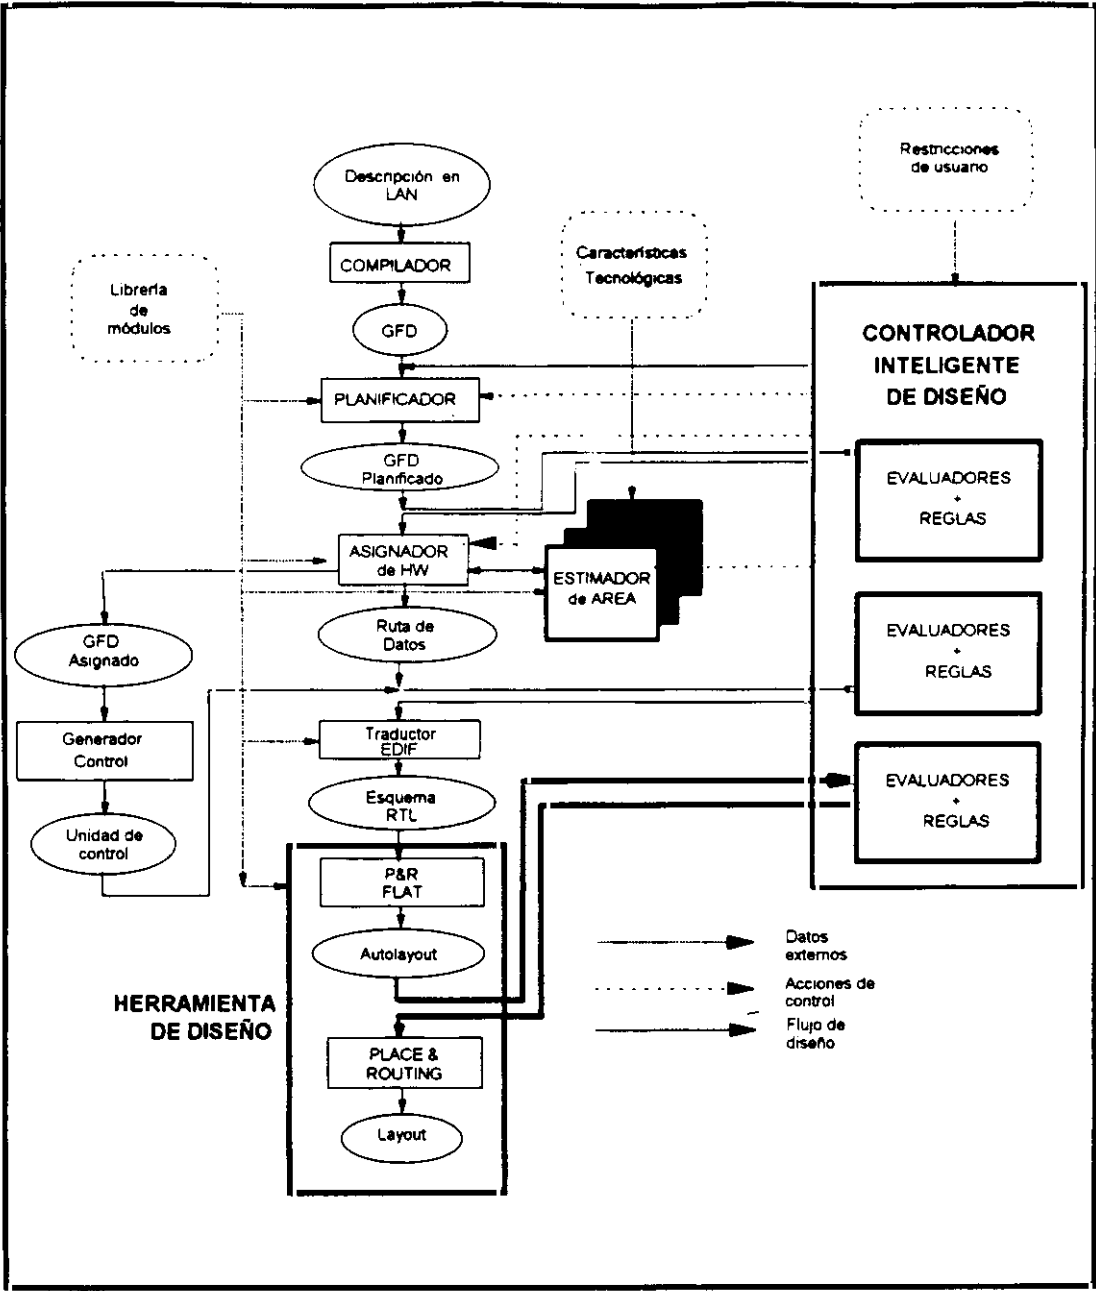 Restricciones
de usuario
Descripción en
LAN
Características
Tecnológicas
COMPILADOR
Librería
de
módulos
GFD
CONTROLADOR
INTELIGENTE
DE DISEÑO
PLANIFICADOR
GFD
Planificado
EVALUADORES
+
REGLAS
ASIGNADOR
de HW
ESTIMADOR
de AREA
Ruta de
Datos
GFD
Asignado
EVALUADORES
+
REGLAS
Generador
Control
Traductor
EDIF
Esquema
RTL
EVALUADORES
+
REGLAS
Unidad de
control
P&R
FLAT
Autolayout
Datos
externos
Acciones de
control
Flujo de
diseño
HERRAMIENTA
DE DISEÑO
PLACE &
ROUTING
Layout